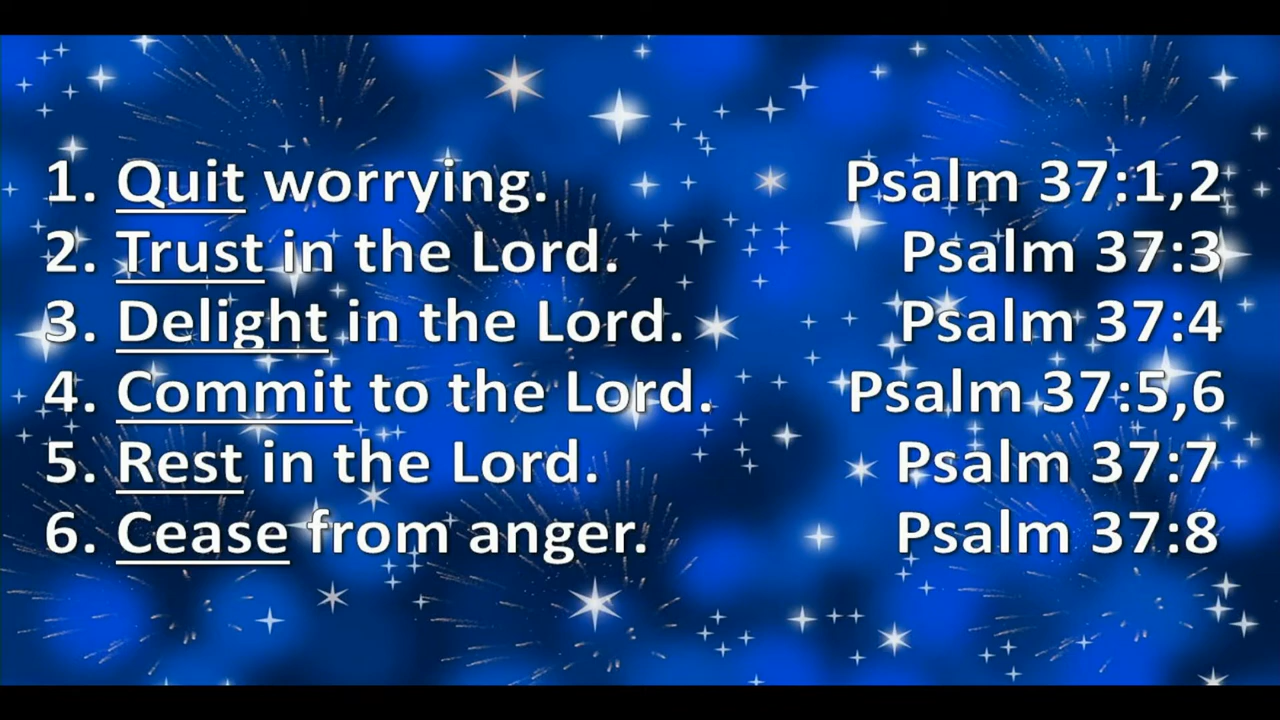 1. Quit worrying. Psalm 37:1,2
2. Trust in the Lord. Psalm 37:3
3. Delight in the Lord. Psalm 37:4
4. Commit to the Lord. Psalm 37:5,6
5. Rest in the Lord. Psalm 37:7
6. Cease from anger. Psalm 37:8